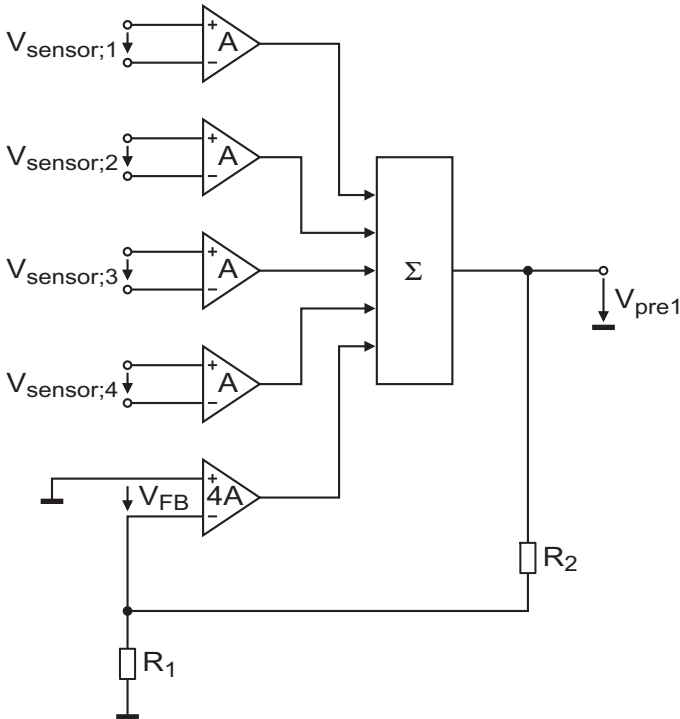 V_sensor;1
+
A
−
V_sensor;2
+
A
−
V_sensor;3
+
A
−
Σ
V_pre1
V_sensor;4
+
A
−
V_FB
+
4A
−
R_2
R_1